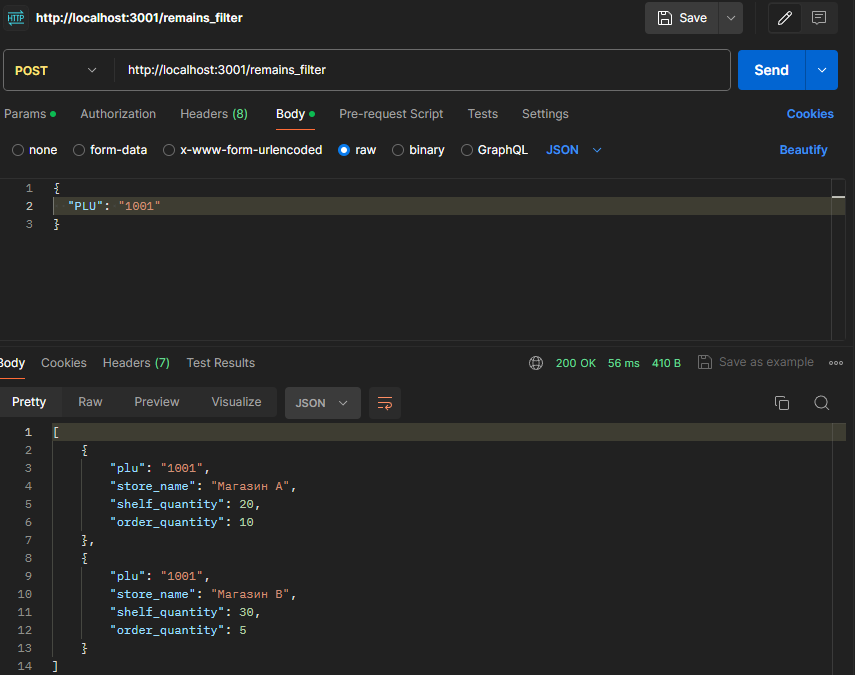 HTTP http://localhost:3001/remains_filter Save
POST http://localhost:3001/remains_filter Send
Params Authorization Headers (8) Body Pre-request Script Tests Settings Cookies
none form-data x-www-form-urlencoded raw binary GraphQL JSON Beautify
1 {
2 "PLU": "1001"
3 }
Body Cookies Headers (7) Test Results 200 OK 56 ms 410 B Save as example
Pretty Raw Preview Visualize JSON
1 [
2 {
3 "plu": "1001",
4 "store_name": "Магазин A",
5 "shelf_quantity": 20,
6 "order_quantity": 10
7 },
8 {
9 "plu": "1001",
10 "store_name": "Магазин B",
11 "shelf_quantity": 30,
12 "order_quantity": 5
13 }
14 ]